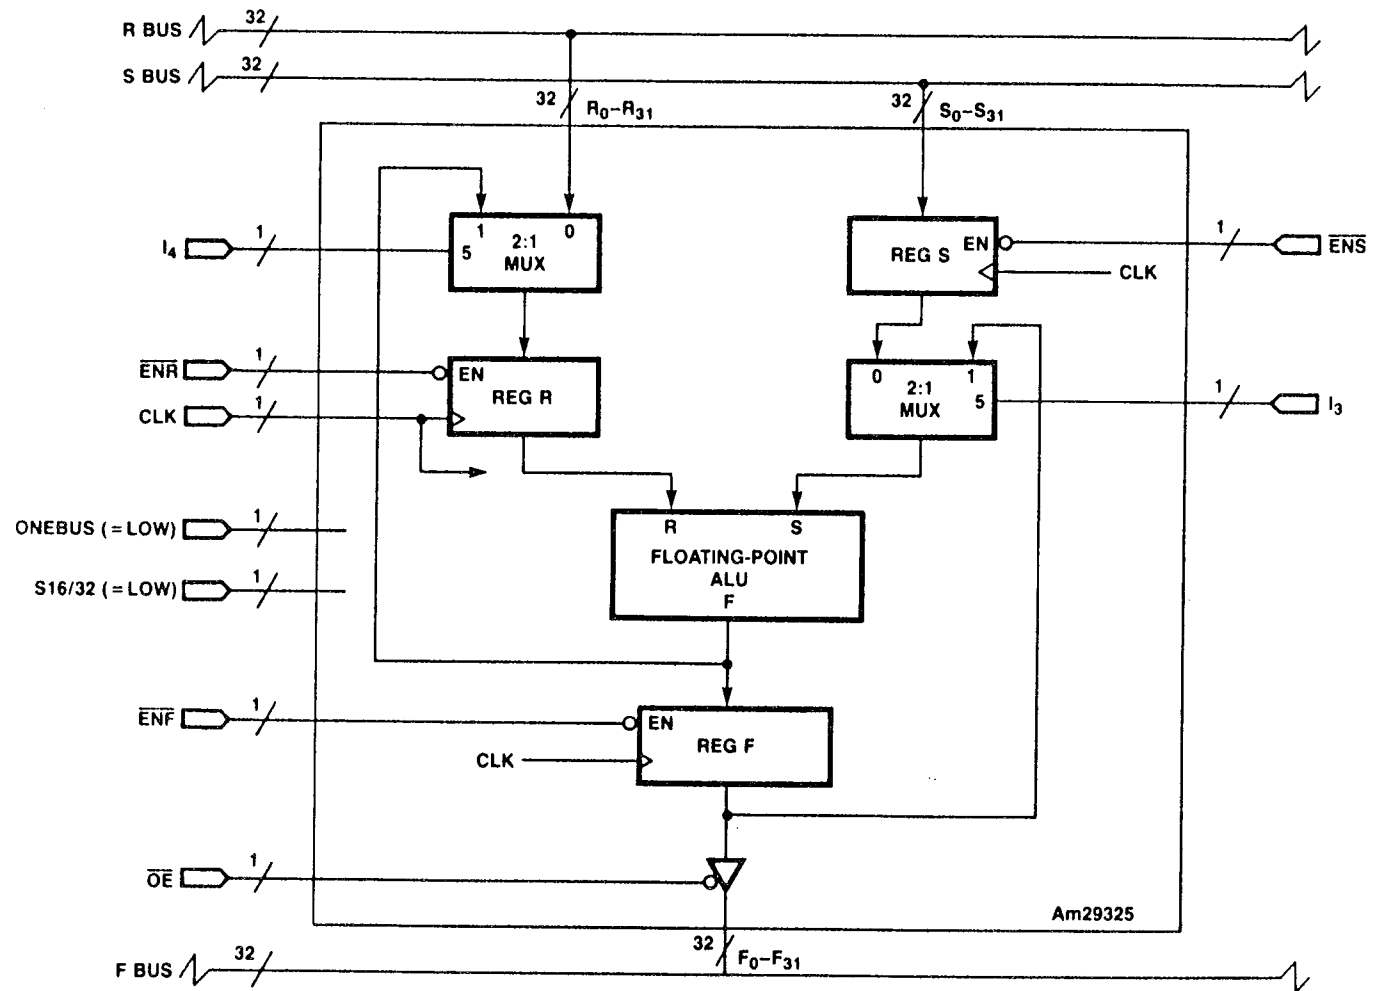 R BUS 32
S BUS 32
32 R0–R31
32 S0–S31
I4 1
1 0
5 2:1
MUX
REG S EN
1 ENS
CLK
ENR 1
EN
REG R
CLK 1
0 1
2:1
MUX 5
1 I3
R S
FLOATING-POINT
ALU
F
ONEBUS (=LOW) 1
S16/32 (=LOW) 1
ENF 1
EN
REG F
CLK
OE 1
Am29325
32 F0–F31
F BUS 32